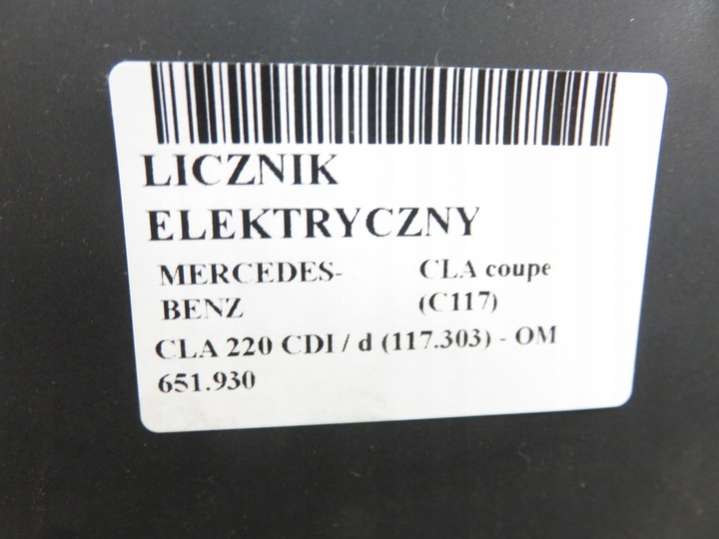 LICZNIK
ELEKTRYCZNY
MERCEDES- CLA coupe
BENZ (C117)
CLA 220 CDI / d (117.303) - OM
651.930